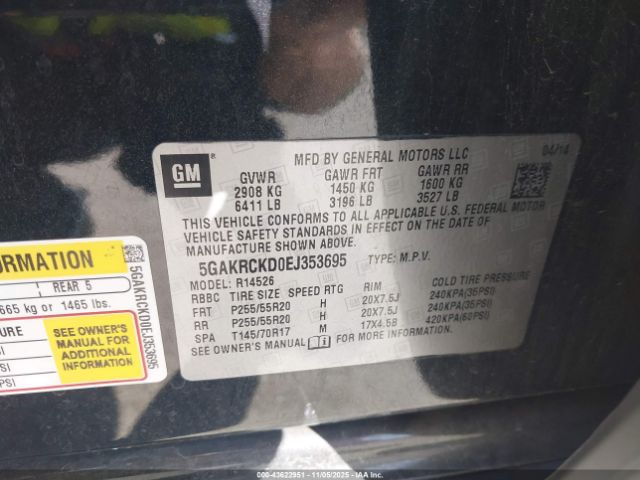 GM
MFD BY GENERAL MOTORS LLC
04/14
GVWR GAWR FRT GAWR RR
2908 KG 1450 KG 1600 KG
6411 LB 3196 LB 3527 LB
THIS VEHICLE CONFORMS TO ALL APPLICABLE U.S. FEDERAL MOTOR
VEHICLE SAFETY STANDARDS IN EFFECT ON THE DATE OF
MANUFACTURE SHOWN ABOVE.
5GAKRCKD0EJ353695 TYPE: M.P.V.
MODEL: R14526
RBBC TIRE SIZE SPEED RTG RIM COLD TIRE PRESSURE
FRT P255/55R20 H 20X7.5J 240KPA(35PSI)
RR P255/55R20 H 20X7.5J 240KPA(35PSI)
SPA T145/70R17 M 17X4.5B 420KPA(60PSI)
SEE OWNER'S MANUAL FOR MORE INFORMATION
ORMATION
REAR 5
665 kg or 1465 lbs.
URE
SI
SI
PSI
SEE OWNER'S
MANUAL FOR
ADDITIONAL
INFORMATION
5GAKRCKD0EJ353695
000-43622951 - 11/05/2025 - IAAI.COM